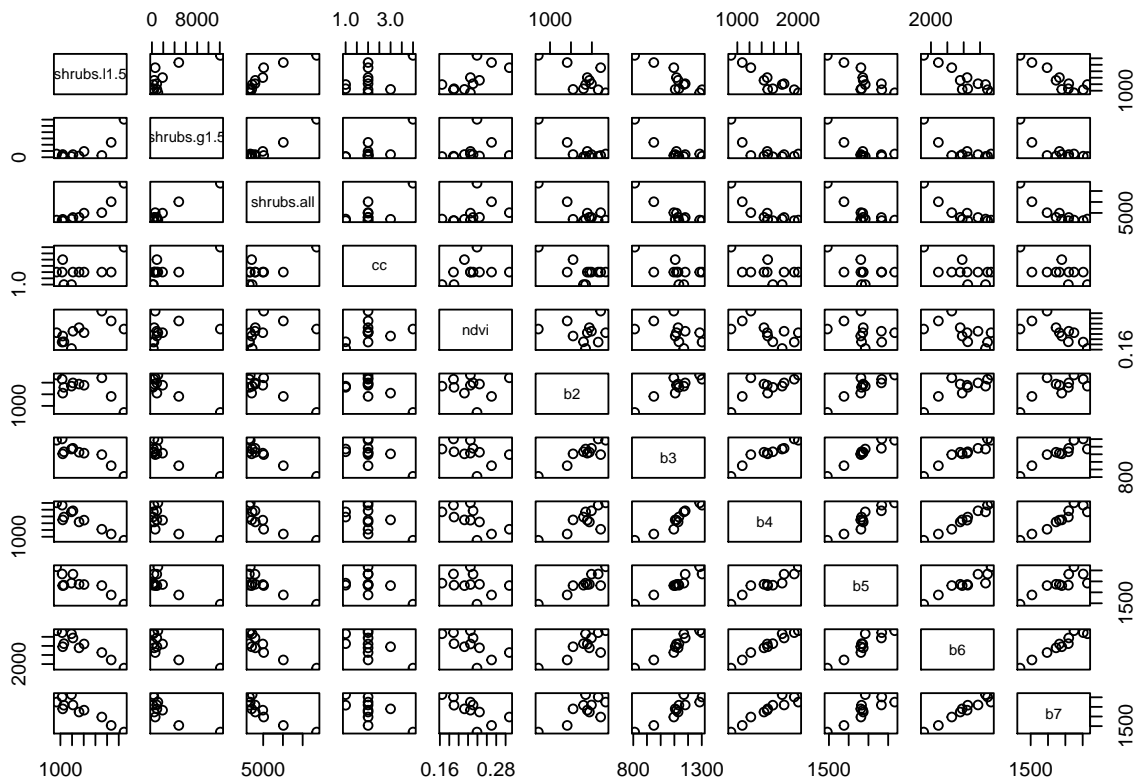 0 8000 1.0 3.0 1000 1000 2000 2000
shrubs.l1.5 1000
0 shrubs.g1.5
shrubs.all 5000
1.0 cc
ndvi 0.16
1000 b2
b3 800
1000 b4
b5 1500
2000 b6
b7 1500
1000 5000 0.16 0.28 800 1300 1500 1500